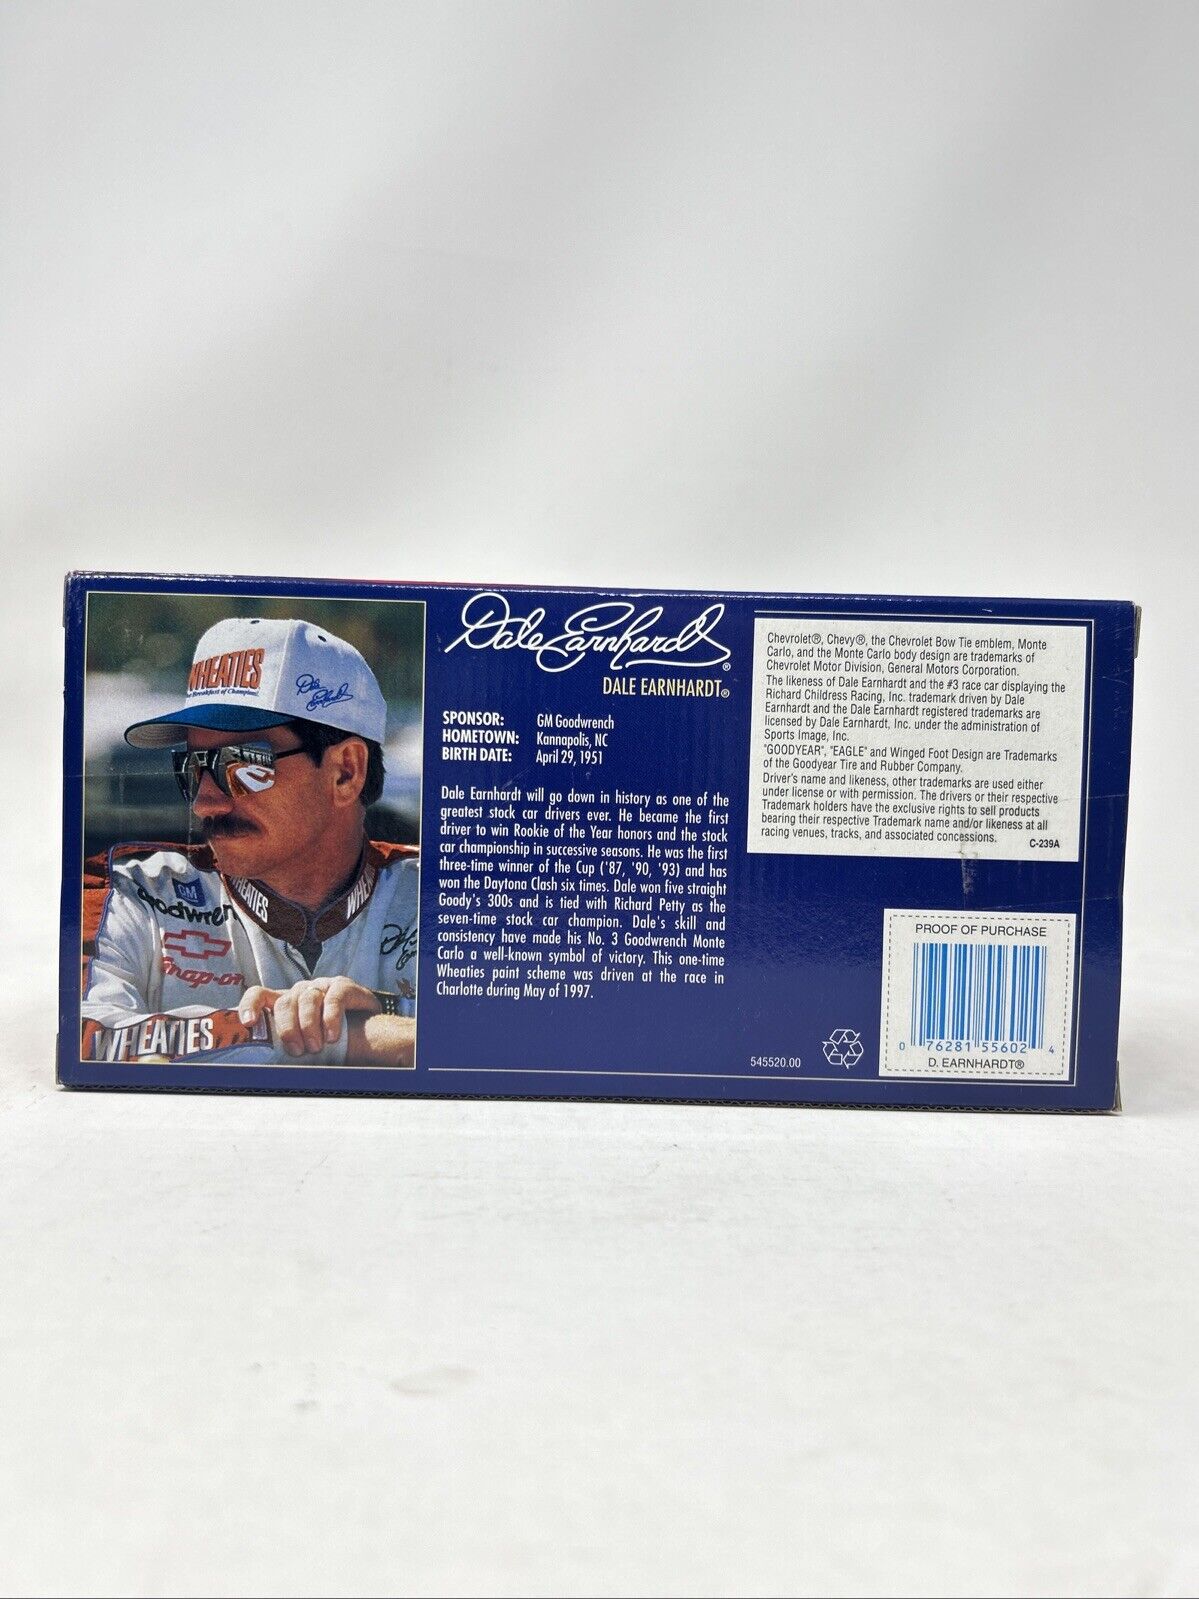 WHEATIES
The Breakfast of Champions
Dale Earnhardt
WHEATIES
WHEA
GM
Goodwren
Snap-on
WHEATIES
Dale Earnhardt®
DALE EARNHARDT®
SPONSOR: GM Goodwrench
HOMETOWN: Kannapolis, NC
BIRTH DATE: April 29, 1951
Dale Earnhardt will go down in history as one of the
greatest stock car drivers ever. He became the first
driver to win Rookie of the Year honors and the stock
car championship in successive seasons. He was the first
three-time winner of the Cup ('87, '90, '93) and has
won the Daytona Clash six times. Dale won five straight
Goody's 300s and is tied with Richard Petty as the
seven-time stock car champion. Dale's skill and
consistency have made his No. 3 Goodwrench Monte
Carlo a well-known symbol of victory. This one-time
Wheaties paint scheme was driven at the race in
Charlotte during May of 1997.
545520.00
Chevrolet®, Chevy®, the Chevrolet Bow Tie emblem, Monte
Carlo, and the Monte Carlo body design are trademarks of
Chevrolet Motor Division, General Motors Corporation.
The likeness of Dale Earnhardt and the #3 race car displaying the
Richard Childress Racing, Inc. trademark driven by Dale
Earnhardt and the Dale Earnhardt registered trademarks are
licensed by Dale Earnhardt, Inc. under the administration of
Sports Image, Inc.
"GOODYEAR", "EAGLE" and Winged Foot Design are Trademarks
of the Goodyear Tire and Rubber Company.
Driver's name and likeness, other trademarks are used either
under license or with permission. The drivers or their respective
Trademark holders have the exclusive rights to sell products
bearing their respective Trademark name and/or likeness at all
racing venues, tracks, and associated concessions. C-239A
PROOF OF PURCHASE
0 76281 55602 4
D. EARNHARDT®